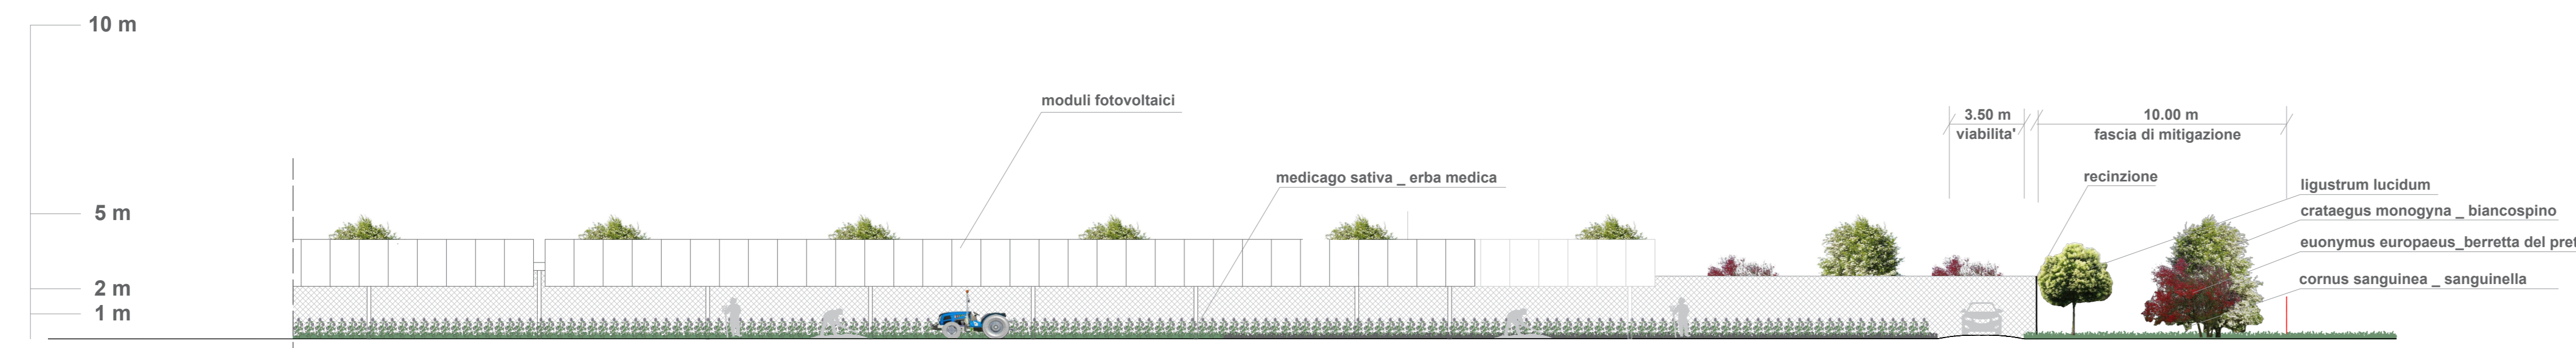 10 m
5 m
2 m
1 m
moduli fotovoltaici
medicago sativa _ erba medica
3.50 m
viabilita'
10.00 m
fascia di mitigazione
recinzione
ligustrum lucidum
crataegus monogyna _ biancospino
euonymus europaeus_berretta del pret
cornus sanguinea _ sanguinella